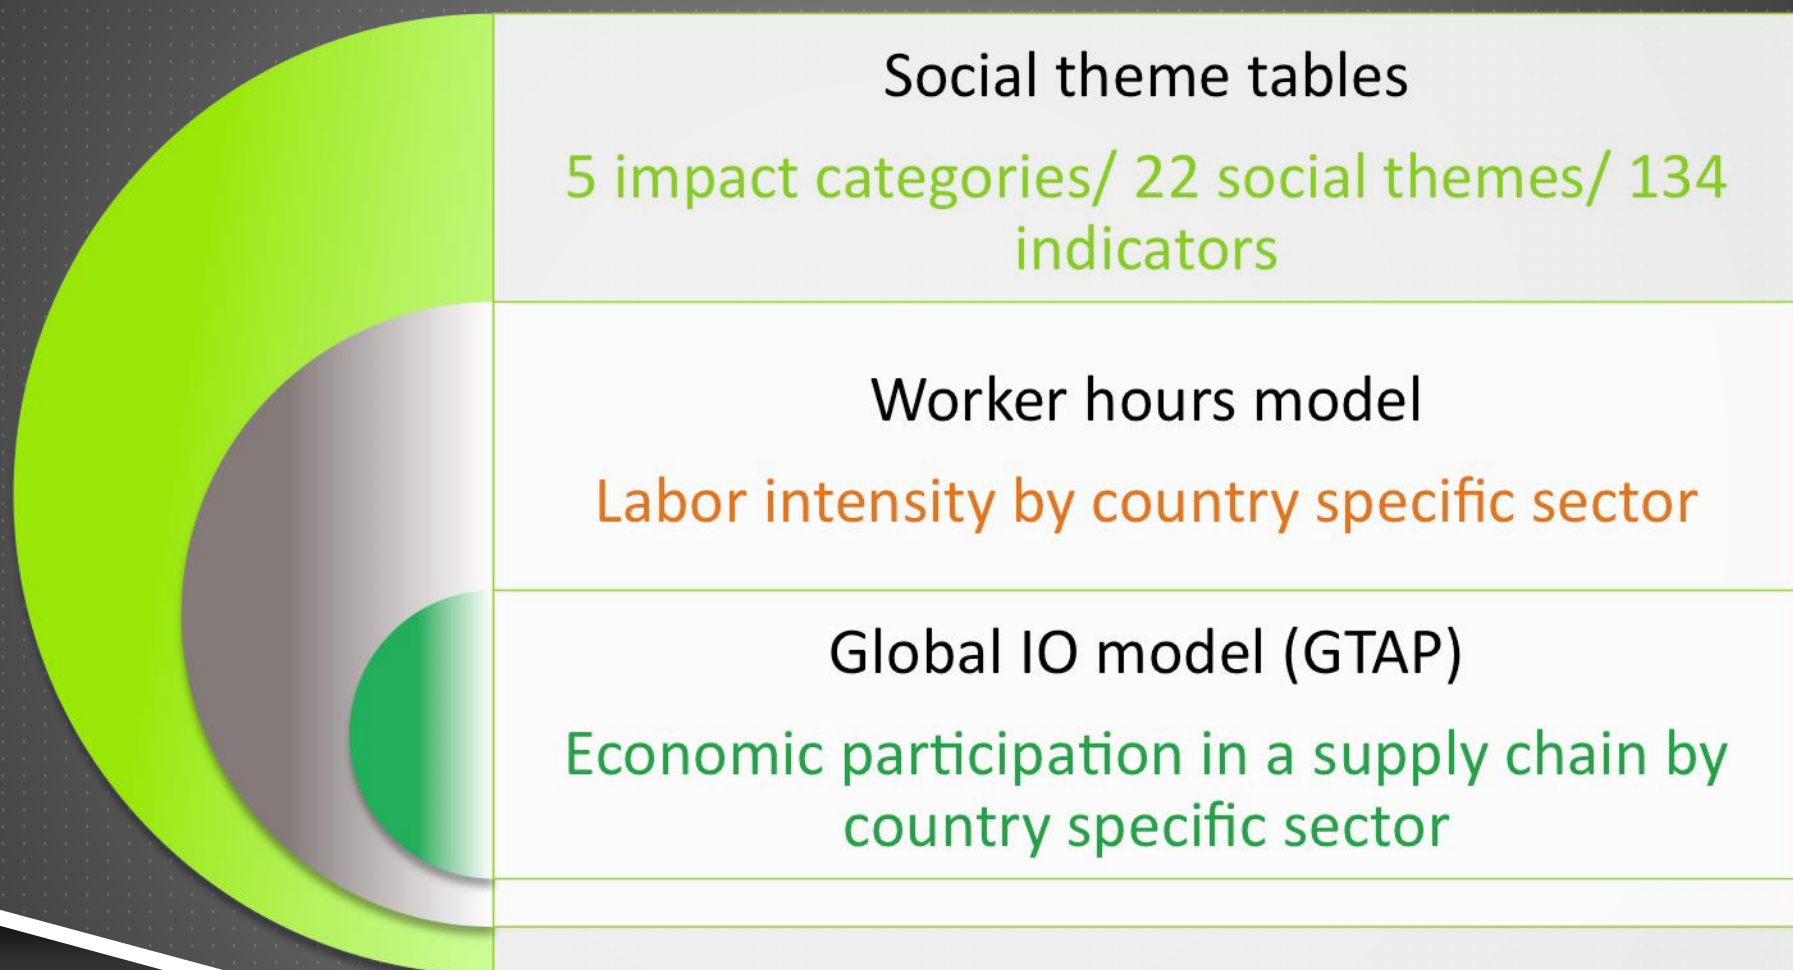 Social theme tables
5 impact categories/ 22 social themes/ 134
indicators
Worker hours model
Labor intensity by country specific sector
Global IO model (GTAP)
Economic participation in a supply chain by
country specific sector